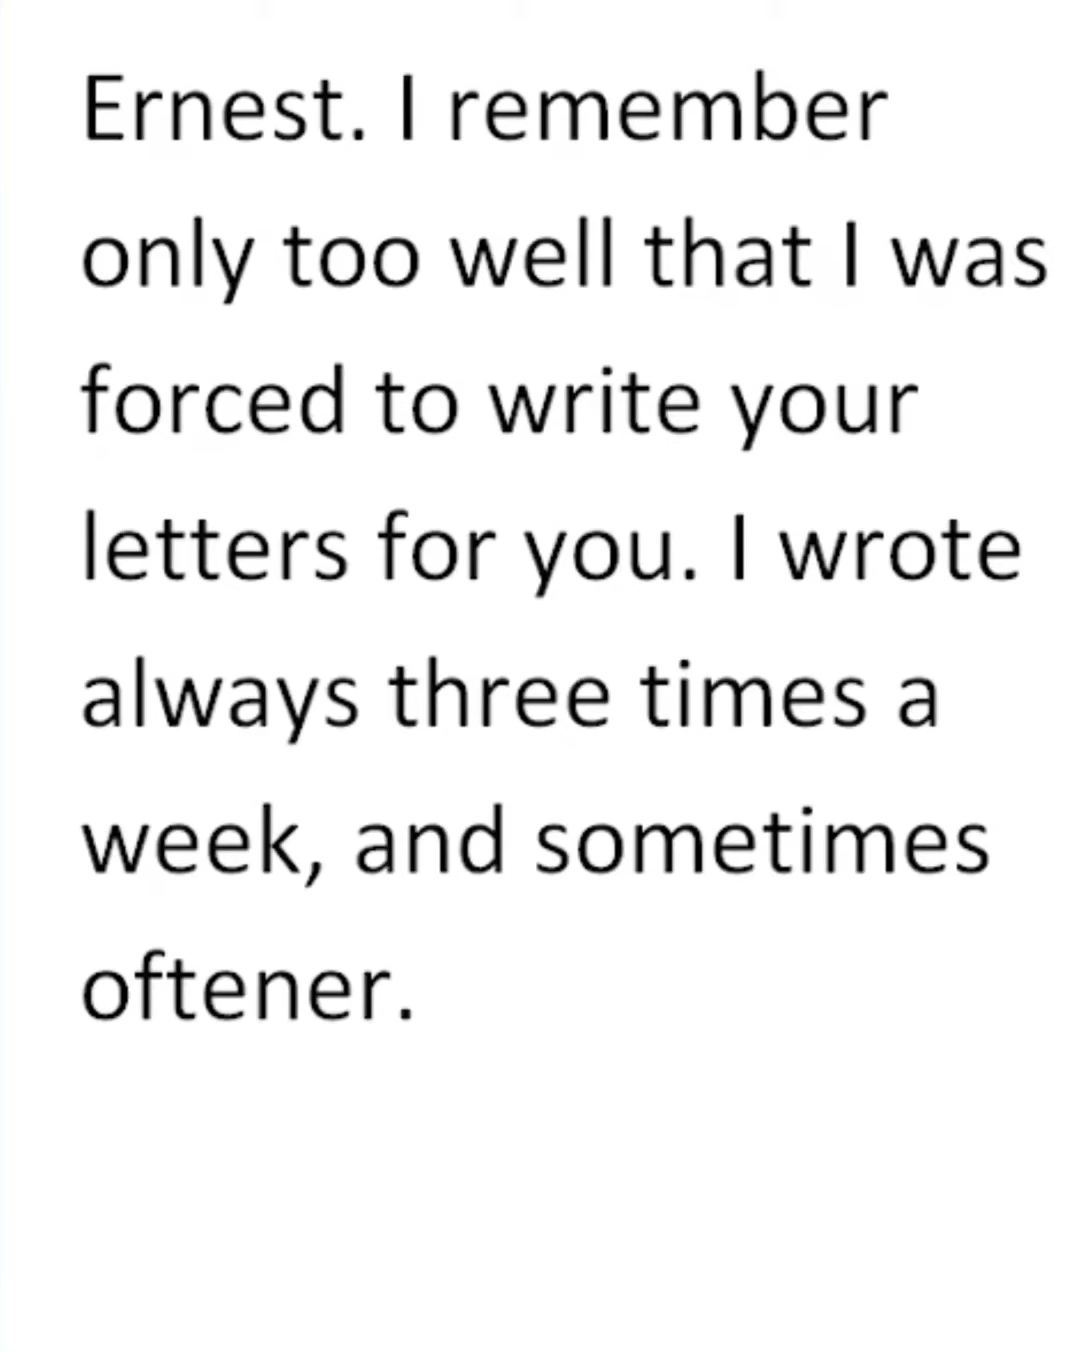 Ernest. I remember
only too well that I was
forced to write your
letters for you. I wrote
always three times a
week, and sometimes
oftener.